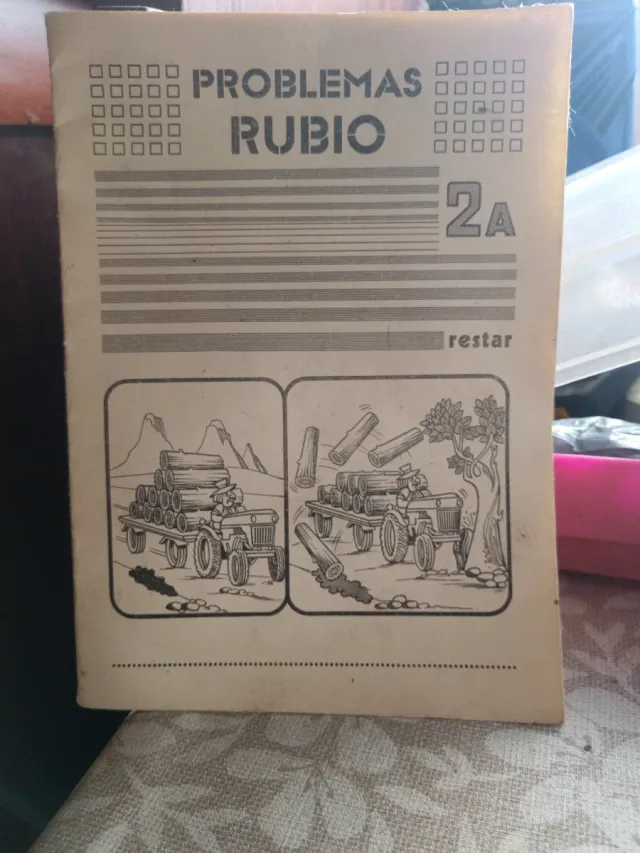 PROBLEMAS
RUBIO
2A
restar